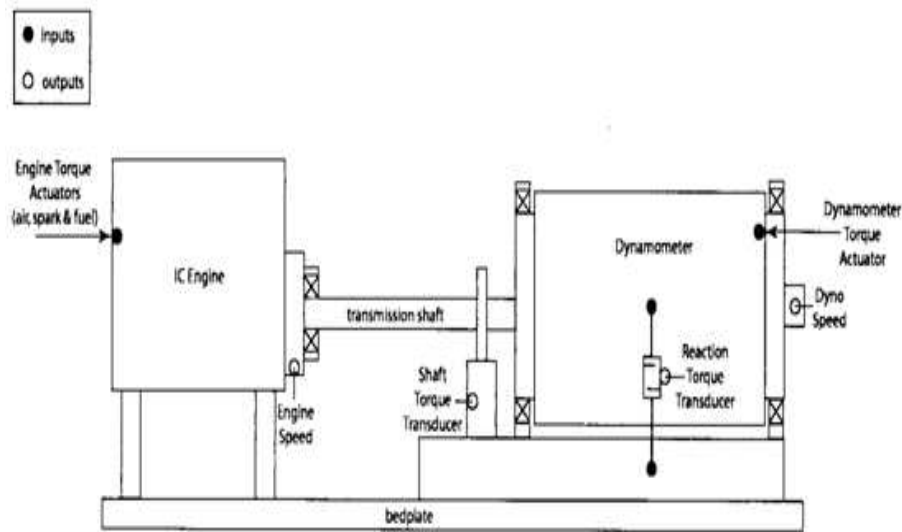 inputs
outputs
Engine Torque
Actuators
(air, spark & fuel)
IC Engine
transmission shaft
Engine
Speed
Shaft
Torque
Transducer
Dynamometer
Reaction
Torque
Transducer
Dynamometer
Torque
Actuator
Dyno
Speed
bedplate